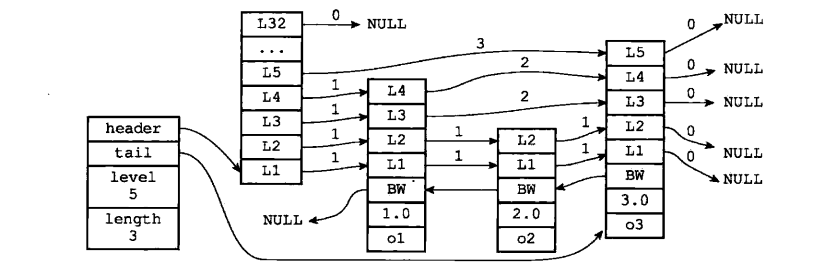 L32
0
NULL
...
L5
3
L4
1
L3
1
L2
1
L1
1
header
tail
level
5
length
3
L4
2
L3
2
L2
1
L1
1
BW
1.0
o1
NULL
L2
1
L1
1
BW
2.0
o2
L5
0
NULL
L4
0
NULL
L3
0
NULL
L2
0
NULL
L1
0
NULL
BW
3.0
o3